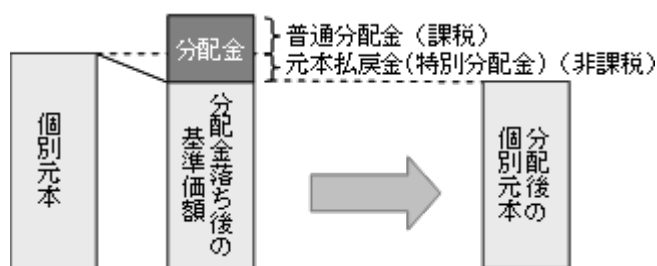 分配金
普通分配金（課税）
元本払戻金(特別分配金)（非課税）
個別元本
分配金落ち後の
基準価額
分配後の
個別元本